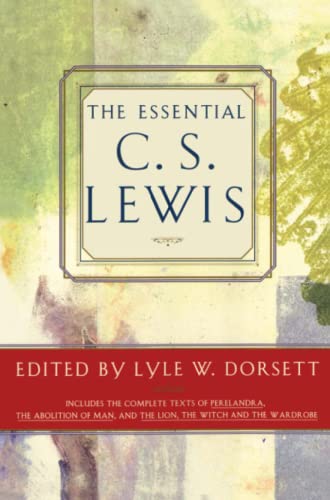 THE ESSENTIAL
C. S.
LEWIS
EDITED BY LYLE W. DORSETT
INCLUDES THE COMPLETE TEXTS OF PERELANDRA,
THE ABOLITION OF MAN, AND THE LION, THE WITCH AND THE WARDROBE